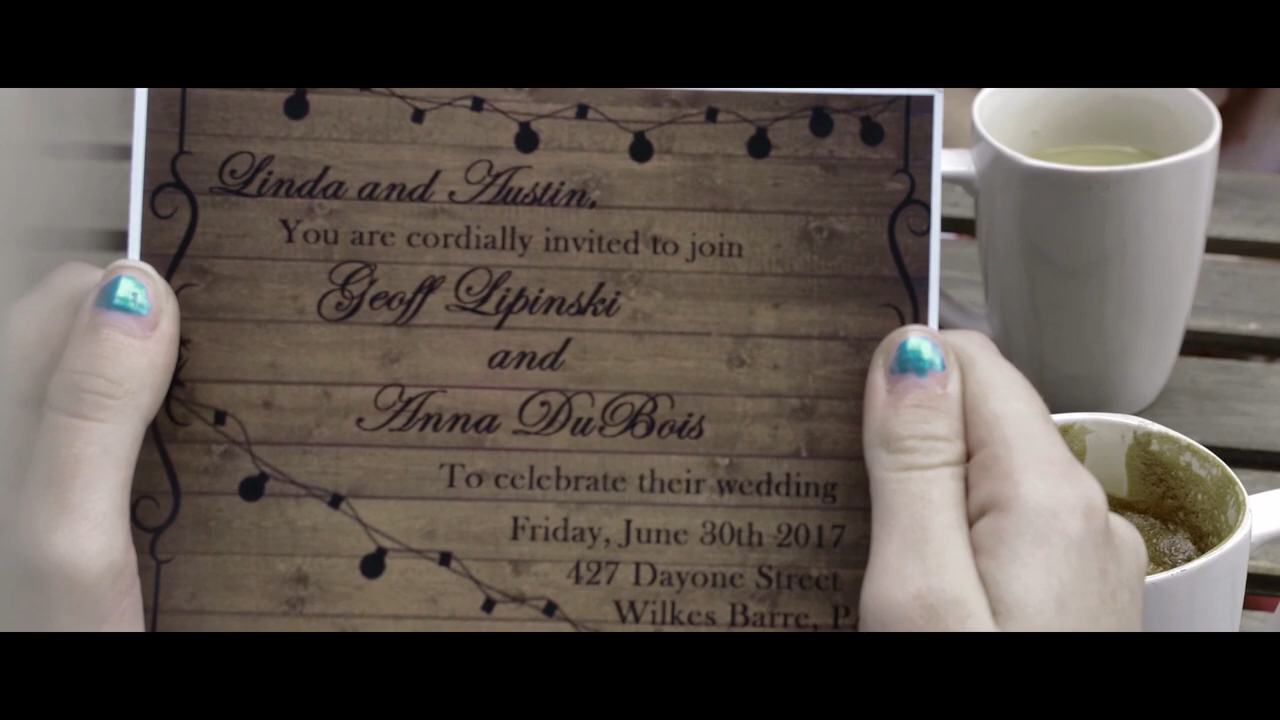 Linda and Austin,
You are cordially invited to join
Geoff Lipinski
and
Anna DuBois
To celebrate their wedding
Friday, June 30th 2017
427 Dayone Street
Wilkes Barre,